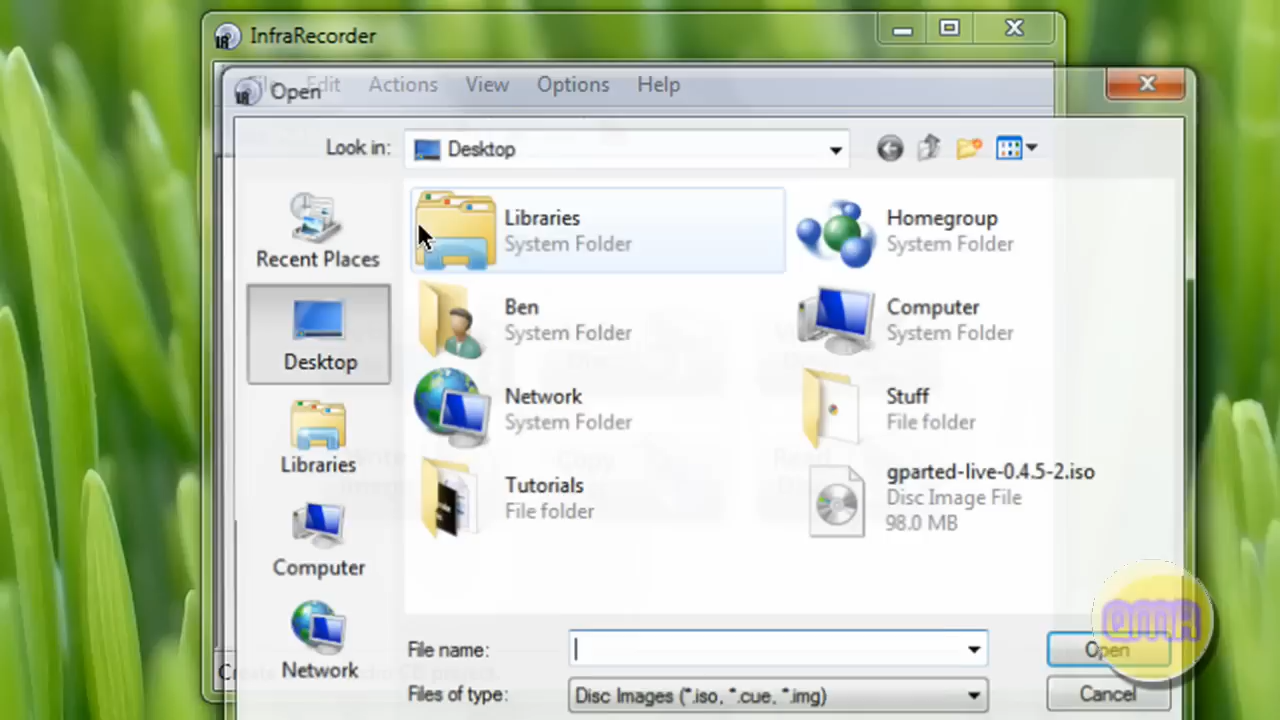 InfraRecorder
File Edit Actions View Options Help
Open
Look in: Desktop
Recent Places
Desktop
Libraries
Computer
Network
Libraries
System Folder
Homegroup
System Folder
Ben
System Folder
Computer
System Folder
Network
System Folder
Stuff
File folder
Tutorials
File folder
gparted-live-0.4.5-2.iso
Disc Image File
98.0 MB
File name:
Open
Files of type: Disc Images (*.iso, *.cue, *.img)
Cancel